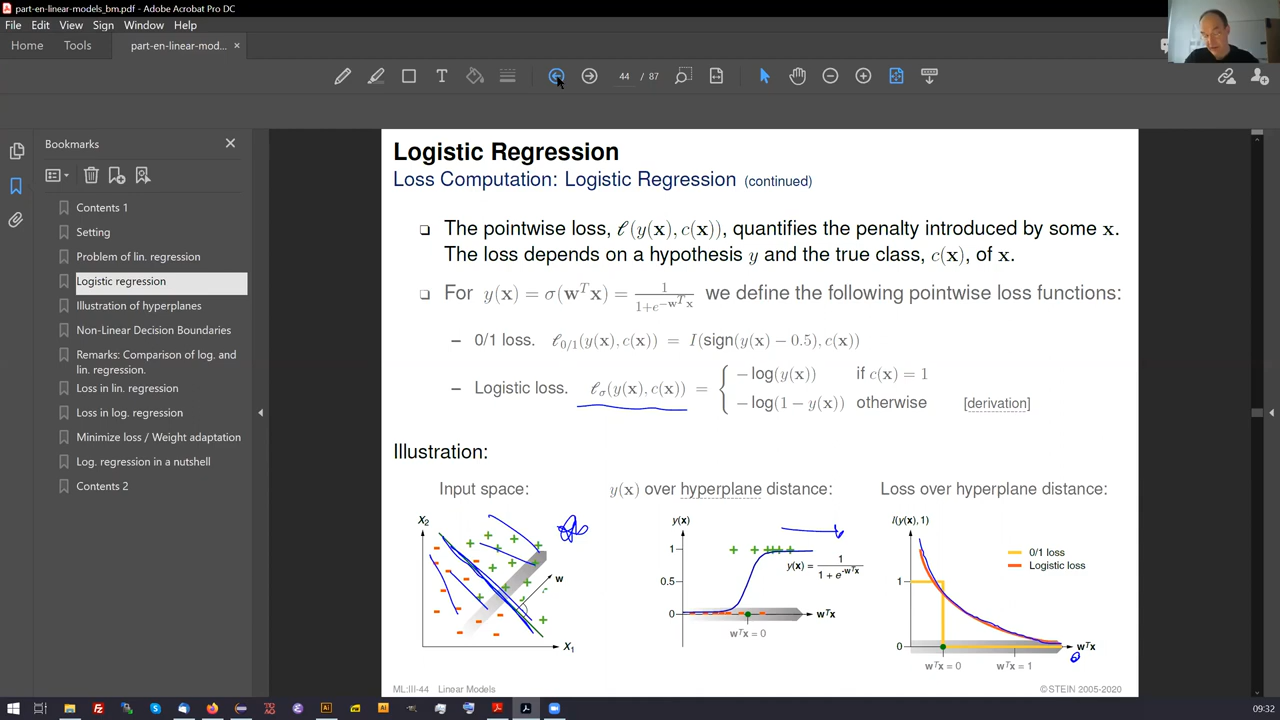 part-en-linear-models_bm.pdf - Adobe Acrobat Pro DC
File Edit View Sign Window Help
Home Tools part-en-linear-mod... ×
44 / 87
Bookmarks
Contents 1
Setting
Problem of lin. regression
Logistic regression
Illustration of hyperplanes
Non-Linear Decision Boundaries
Remarks: Comparison of log. and
lin. regression
Loss in lin. regression
Loss in log. regression
Minimize loss / Weight adaptation
Log. regression in a nutshell
Contents 2
Logistic Regression
Loss Computation: Logistic Regression (continued)
❑ The pointwise loss, ℓ(y(x), c(x)), quantifies the penalty introduced by some x.
The loss depends on a hypothesis y and the true class, c(x), of x.
❑ For y(x) = σ(wᵀx) = 1/(1+e^(-wᵀx)) we define the following pointwise loss functions:
– 0/1 loss. ℓ₀/₁(y(x), c(x)) = I(sign(y(x) − 0.5), c(x))
– Logistic loss. ℓσ(y(x), c(x)) = { −log(y(x)) if c(x) = 1
−log(1 − y(x)) otherwise [derivation]
Illustration:
Input space: y(x) over hyperplane distance: Loss over hyperplane distance:
X₂
w
X₁
y(x)
1
0.5
0
y(x) = 1/(1 + e^(-wᵀx))
wᵀx
wᵀx = 0
l(y(x),1)
0/1 loss
Logistic loss
1
0
wᵀx
wᵀx = 0 wᵀx = 1
ML:III-44 Linear Models © STEIN 2005-2020
09:32